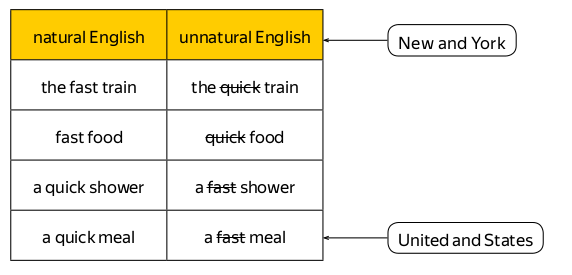 natural English unnatural English New and York
the fast train the quick train
fast food quick food
a quick shower a fast shower
a quick meal a fast meal United and States